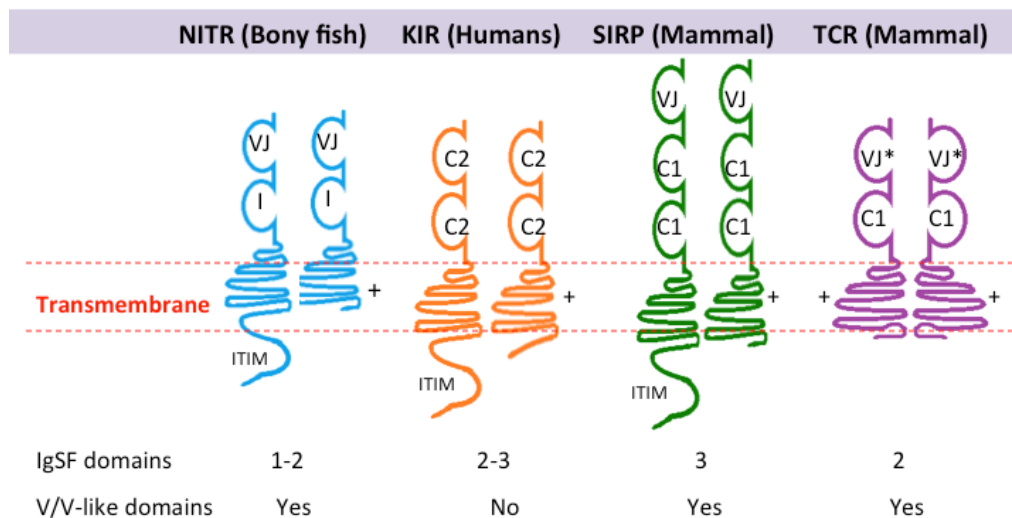 NITR (Bony fish) KIR (Humans) SIRP (Mammal) TCR (Mammal)
VJ VJ
VJ VJ VJ* VJ*
C2 C2
I I C1 C1
C1 C1
C2 C2 C1 C1
Transmembrane + + + + +
ITIM
ITIM ITIM
IgSF domains 1-2 2-3 3 2
V/V-like domains Yes No Yes Yes